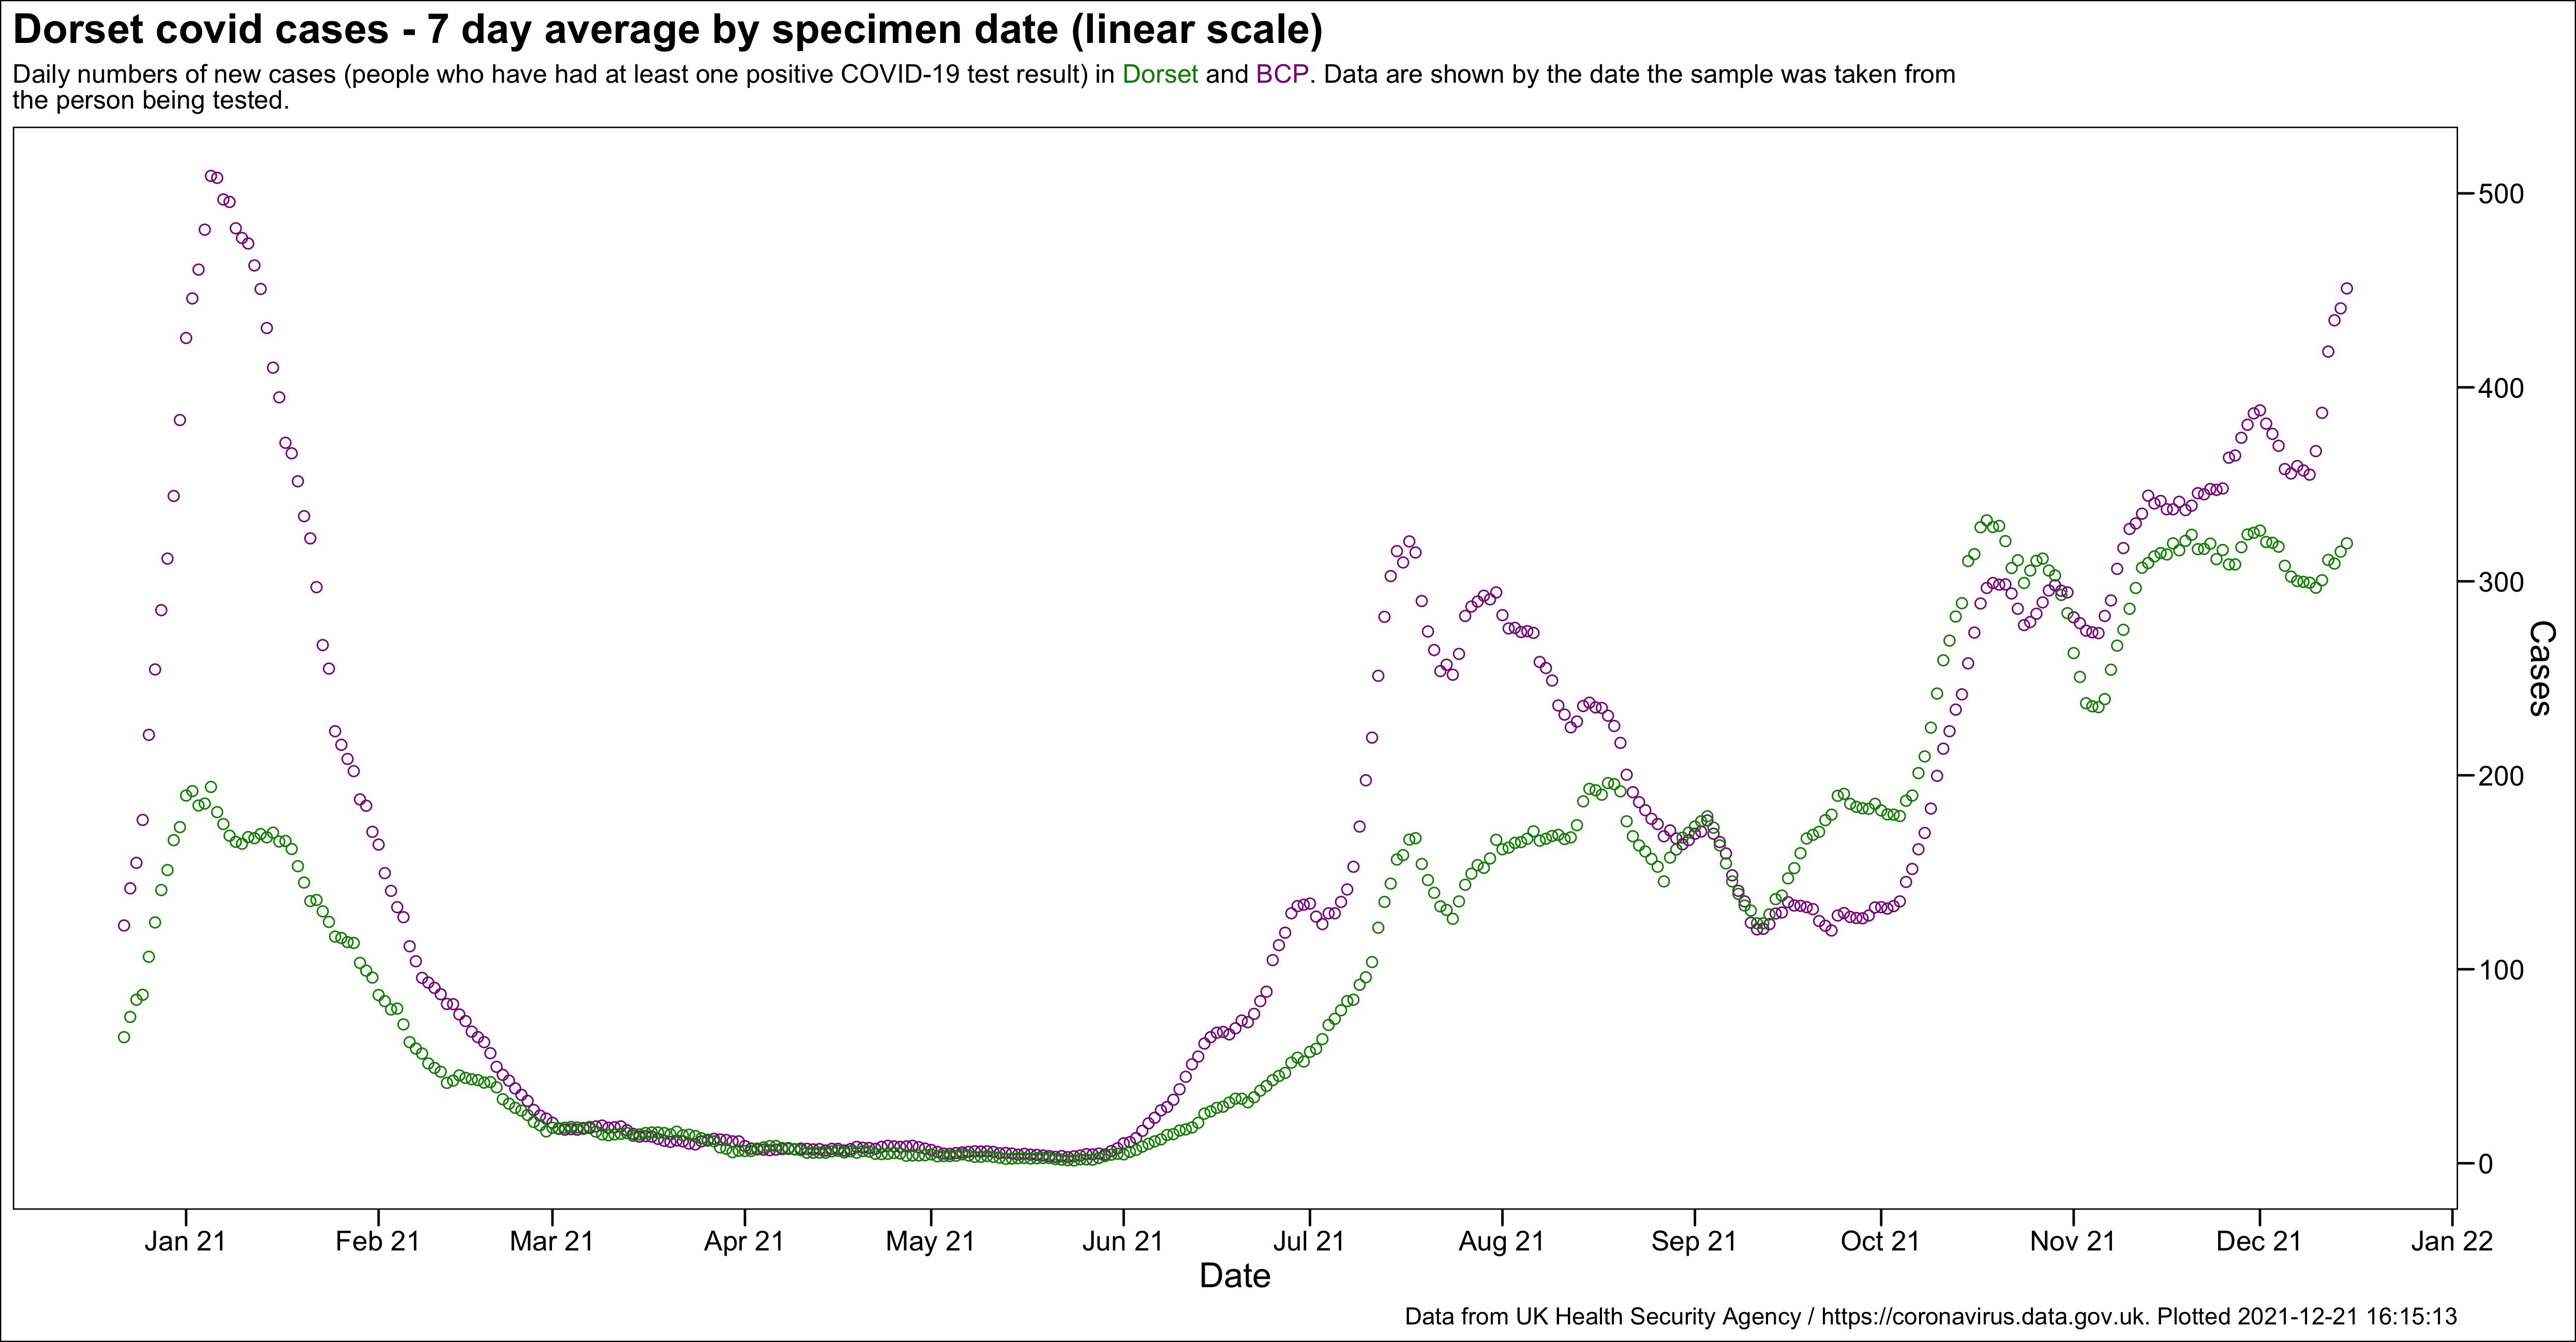 Dorset covid cases - 7 day average by specimen date (linear scale)
Daily numbers of new cases (people who have had at least one positive COVID-19 test result) in Dorset and BCP. Data are shown by the date the sample was taken from
the person being tested.
500
400
300
200
100
0
Cases
Jan 21 Feb 21 Mar 21 Apr 21 May 21 Jun 21 Jul 21 Aug 21 Sep 21 Oct 21 Nov 21 Dec 21 Jan 22
Date
Data from UK Health Security Agency / https://coronavirus.data.gov.uk. Plotted 2021-12-21 16:15:13